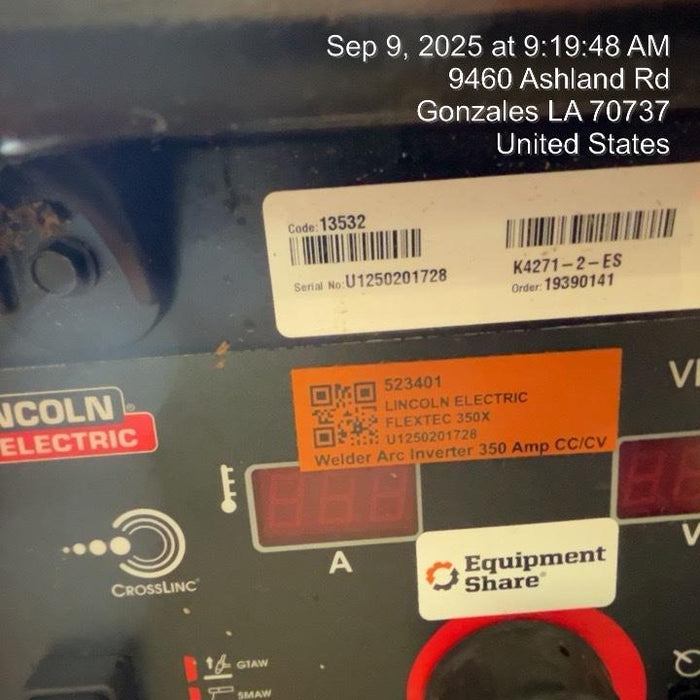 Sep 9, 2025 at 9:19:48 AM
9460 Ashland Rd
Gonzales LA 70737
United States
Code: 13532
Serial No: U1250201728
K4271-2-ES
Order: 19390141
523401
LINCOLN ELECTRIC
FLEXTEC 350X
U1250201728
Welder Arc Inverter 350 Amp CC/CV
NCOLN®
ELECTRIC
A
V
CROSSLINC®
Equipment
Share®
GTAW
SMAW